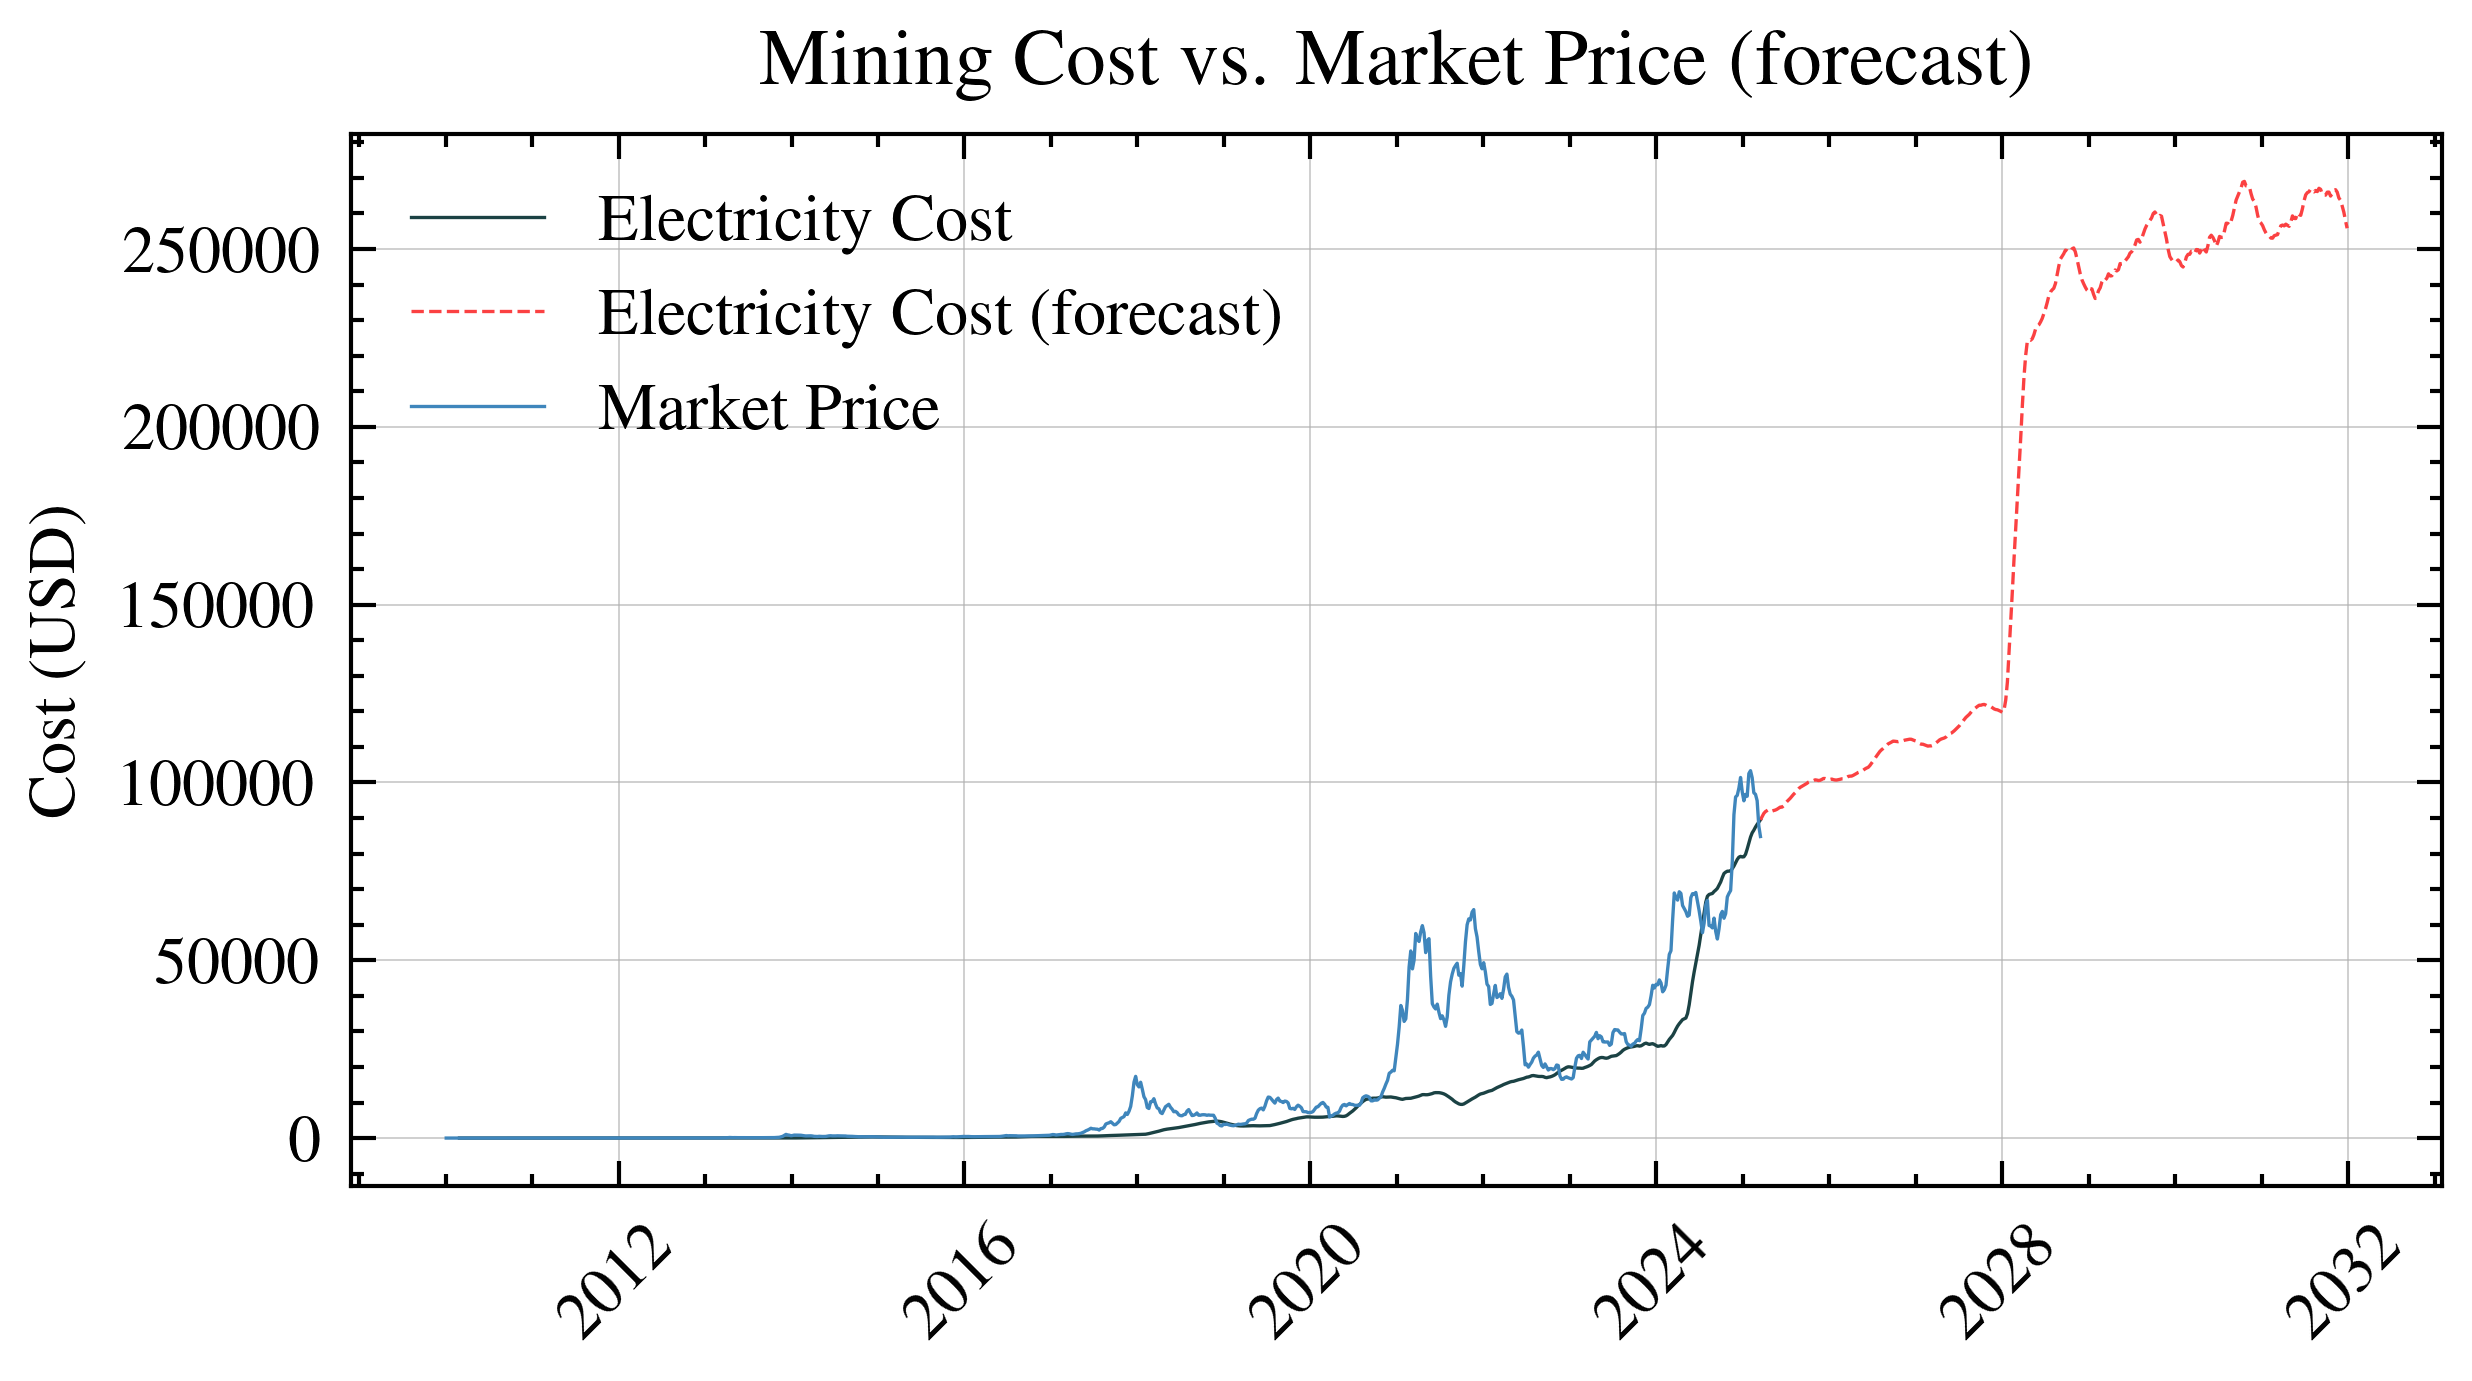 Mining Cost vs. Market Price (forecast)
Electricity Cost
Electricity Cost (forecast)
Market Price
Cost (USD)
250000
200000
150000
100000
50000
0
2012
2016
2020
2024
2028
2032